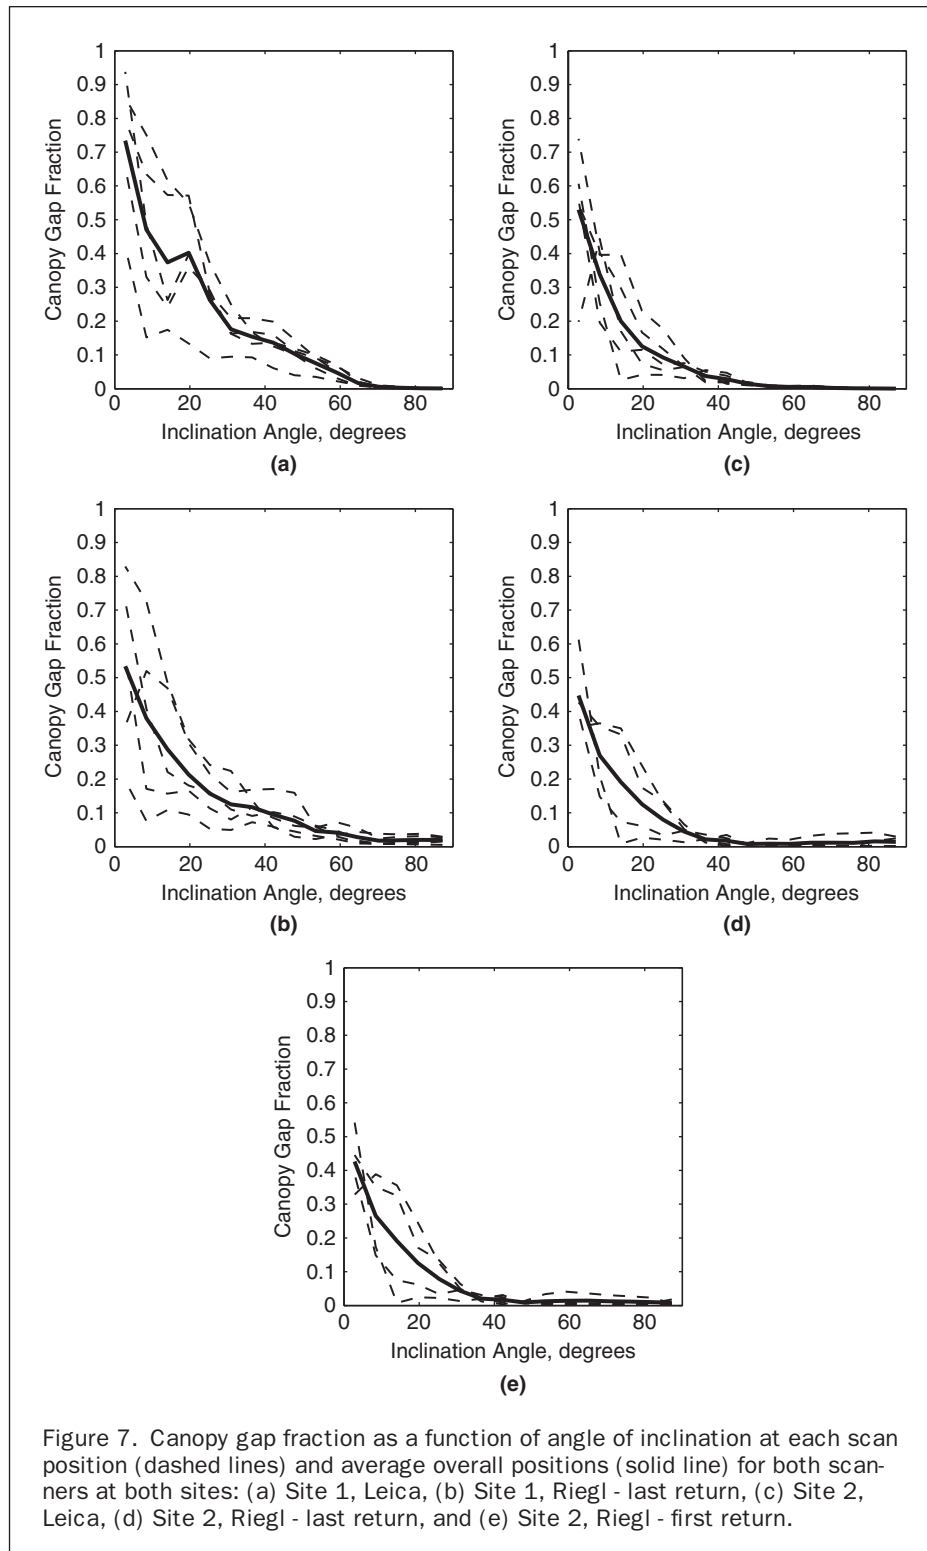 1
0.9
0.8
0.7
0.6
0.5
0.4
0.3
0.2
0.1
0
Canopy Gap Fraction
0 20 40 60 80
Inclination Angle, degrees
(a)
1
0.9
0.8
0.7
0.6
0.5
0.4
0.3
0.2
0.1
0
Canopy Gap Fraction
0 20 40 60 80
Inclination Angle, degrees
(c)
1
0.9
0.8
0.7
0.6
0.5
0.4
0.3
0.2
0.1
0
Canopy Gap Fraction
0 20 40 60 80
Inclination Angle, degrees
(b)
1
0.9
0.8
0.7
0.6
0.5
0.4
0.3
0.2
0.1
0
Canopy Gap Fraction
0 20 40 60 80
Inclination Angle, degrees
(d)
1
0.9
0.8
0.7
0.6
0.5
0.4
0.3
0.2
0.1
0
Canopy Gap Fraction
0 20 40 60 80
Inclination Angle, degrees
(e)
Figure 7. Canopy gap fraction as a function of angle of inclination at each scan
position (dashed lines) and average overall positions (solid line) for both scan-
ners at both sites: (a) Site 1, Leica, (b) Site 1, Riegl - last return, (c) Site 2,
Leica, (d) Site 2, Riegl - last return, and (e) Site 2, Riegl - first return.